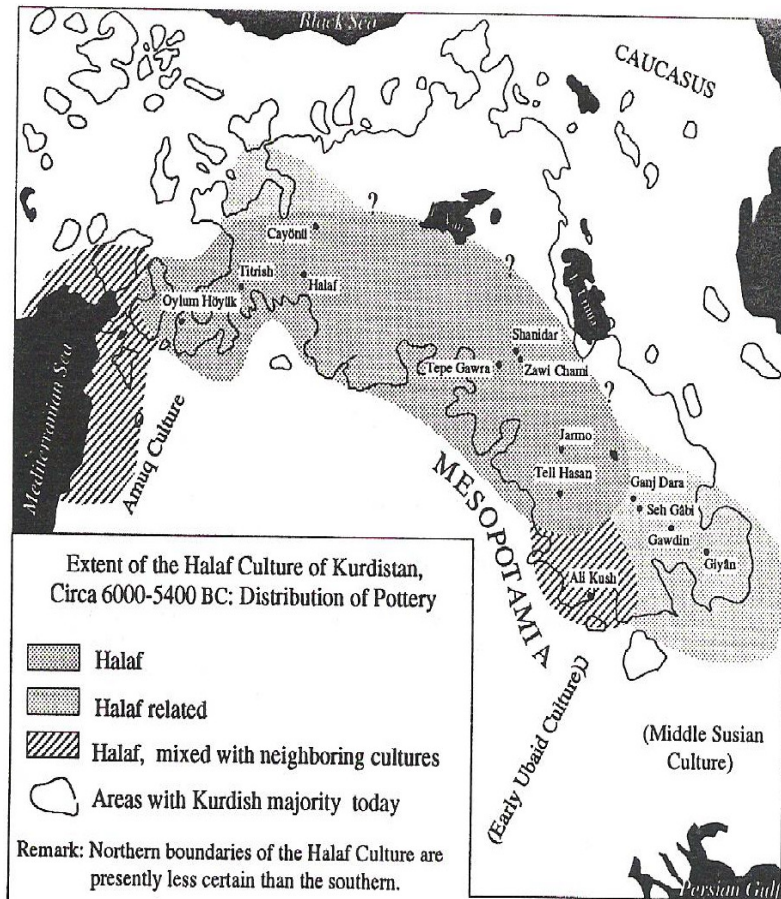 Black Sea
CAUCASUS
?
Cayönü
Titrish
Halaf
?
Oylum Höyük
Shanidar
Tepe Gawra
Zawi Chami
?
Mediterranean Sea
Amuq Culture
Jarmo
MESOPOTAMIA
Tell Hasan
Ganj Dara
Seh Gâbi
Gawdin
Giyân
Ali Kush
Extent of the Halaf Culture of Kurdistan,
Circa 6000-5400 BC: Distribution of Pottery
Halaf
Halaf related
Halaf, mixed with neighboring cultures
Areas with Kurdish majority today
Remark: Northern boundaries of the Halaf Culture are
presently less certain than the southern.
(Early Ubaid Culture)
(Middle Susian
Culture)
Persian Gulf